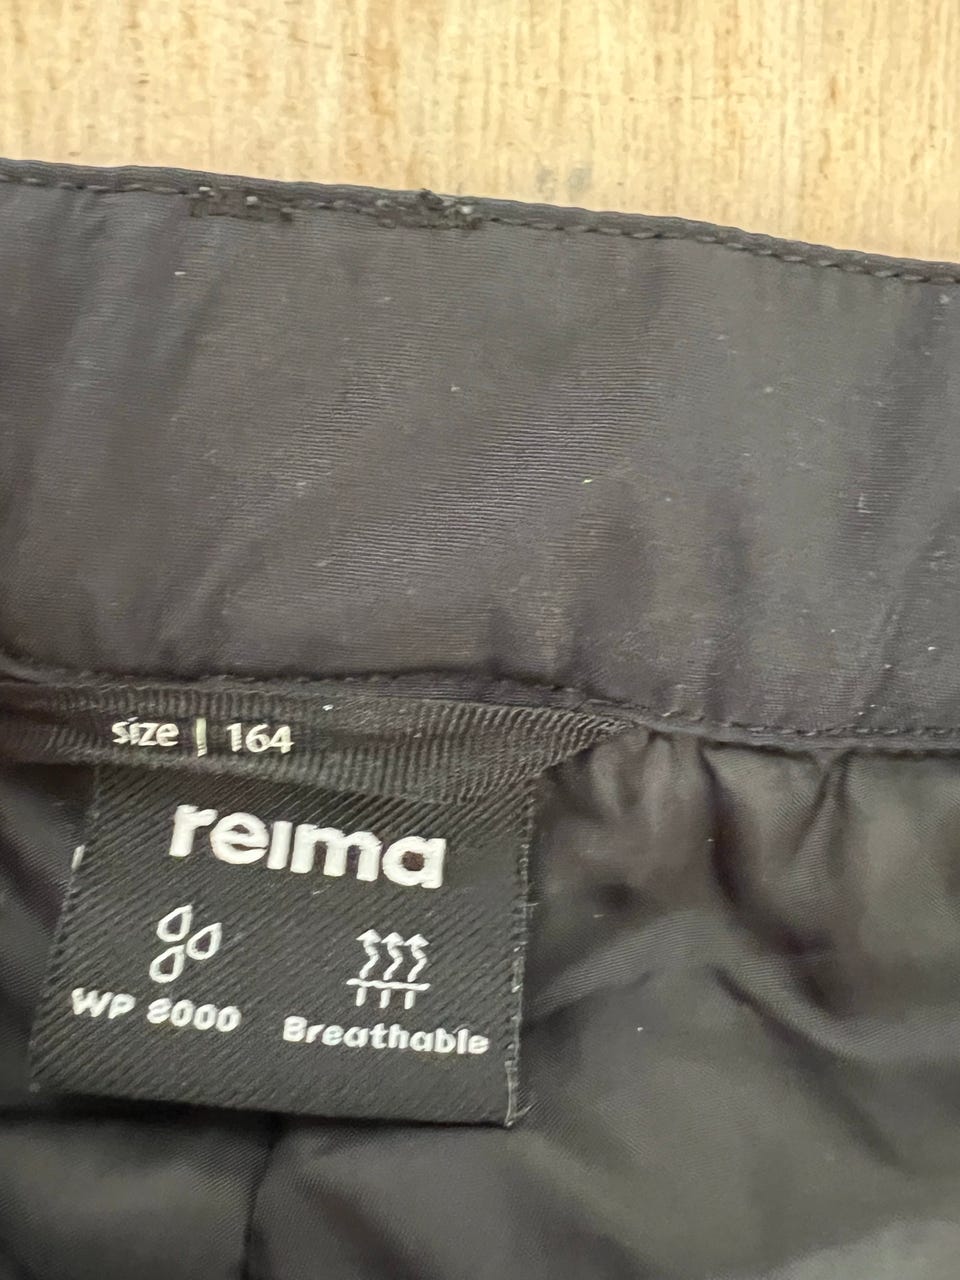 size | 164
reima
WP 8000
Breathable